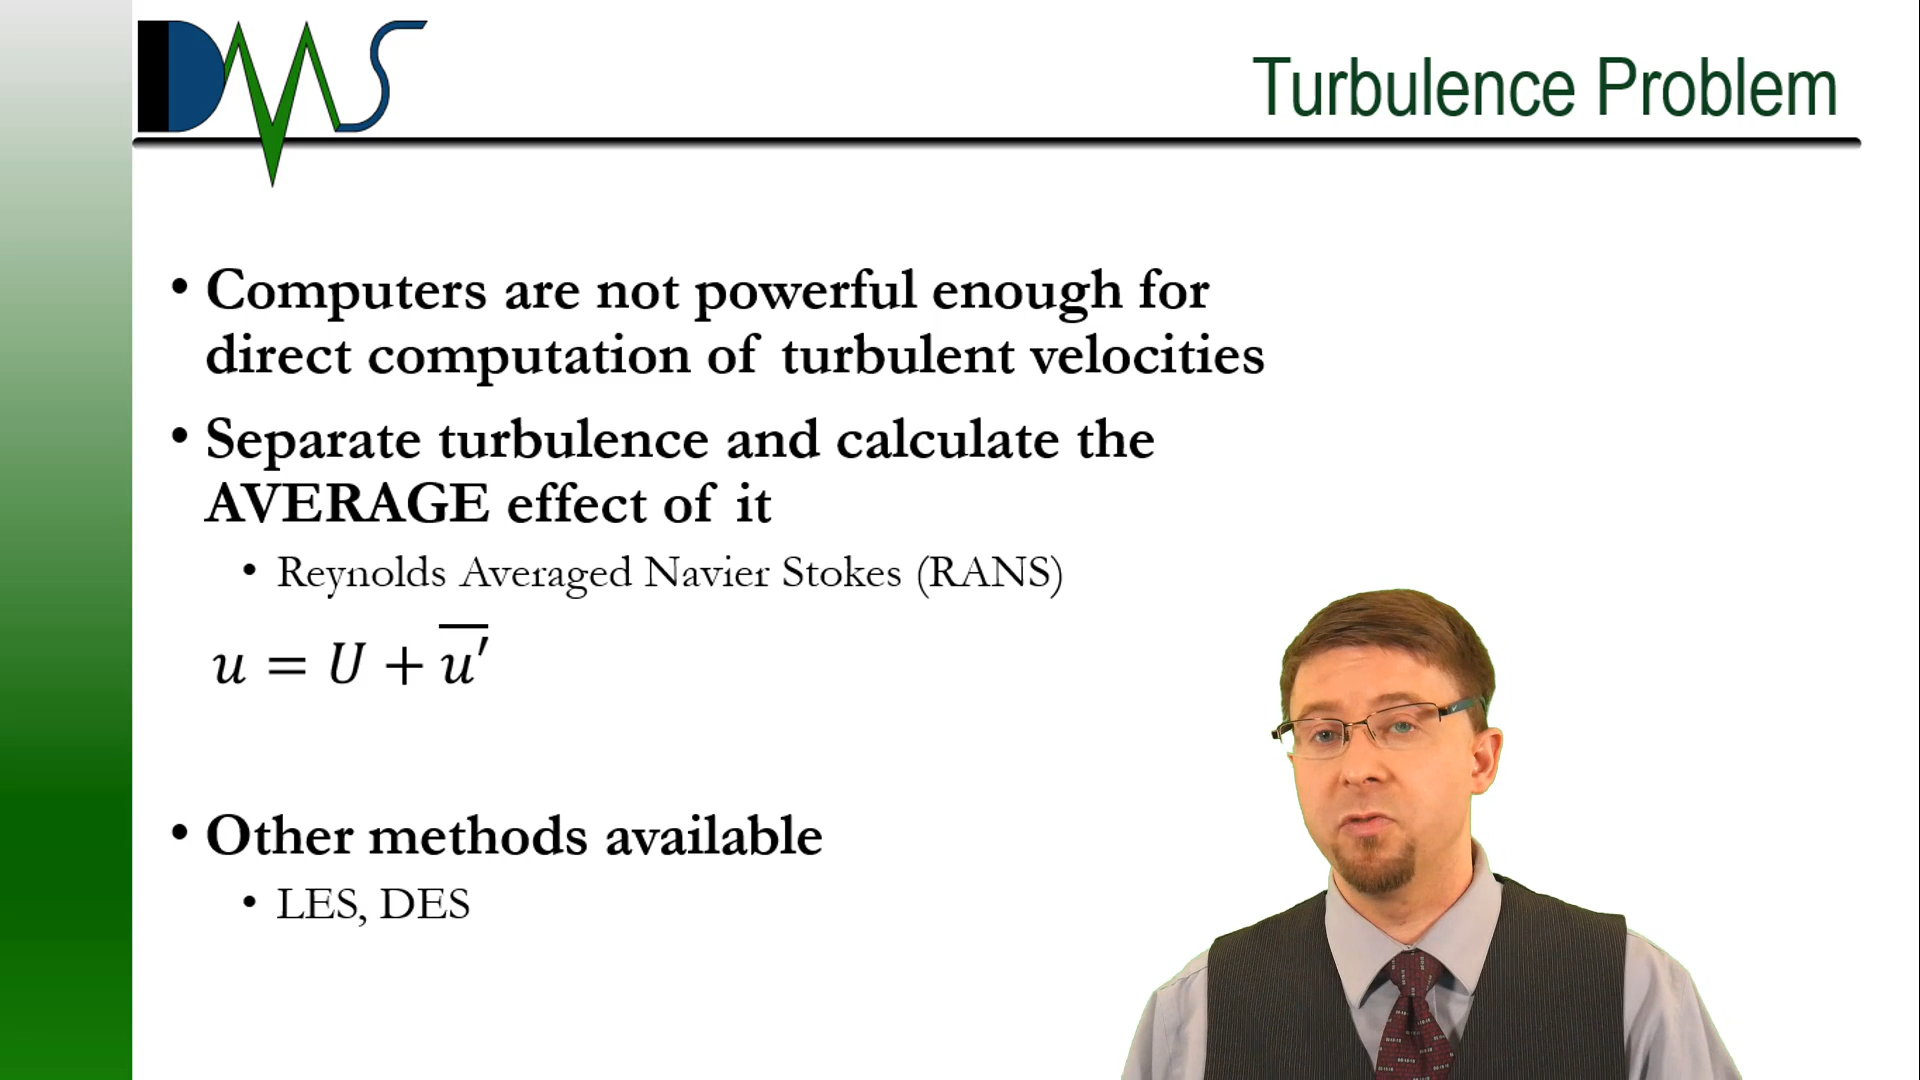 DMS
Turbulence Problem
• Computers are not powerful enough for
direct computation of turbulent velocities
• Separate turbulence and calculate the
AVERAGE effect of it
• Reynolds Averaged Navier Stokes (RANS)
u = U + u̅′
• Other methods available
• LES, DES